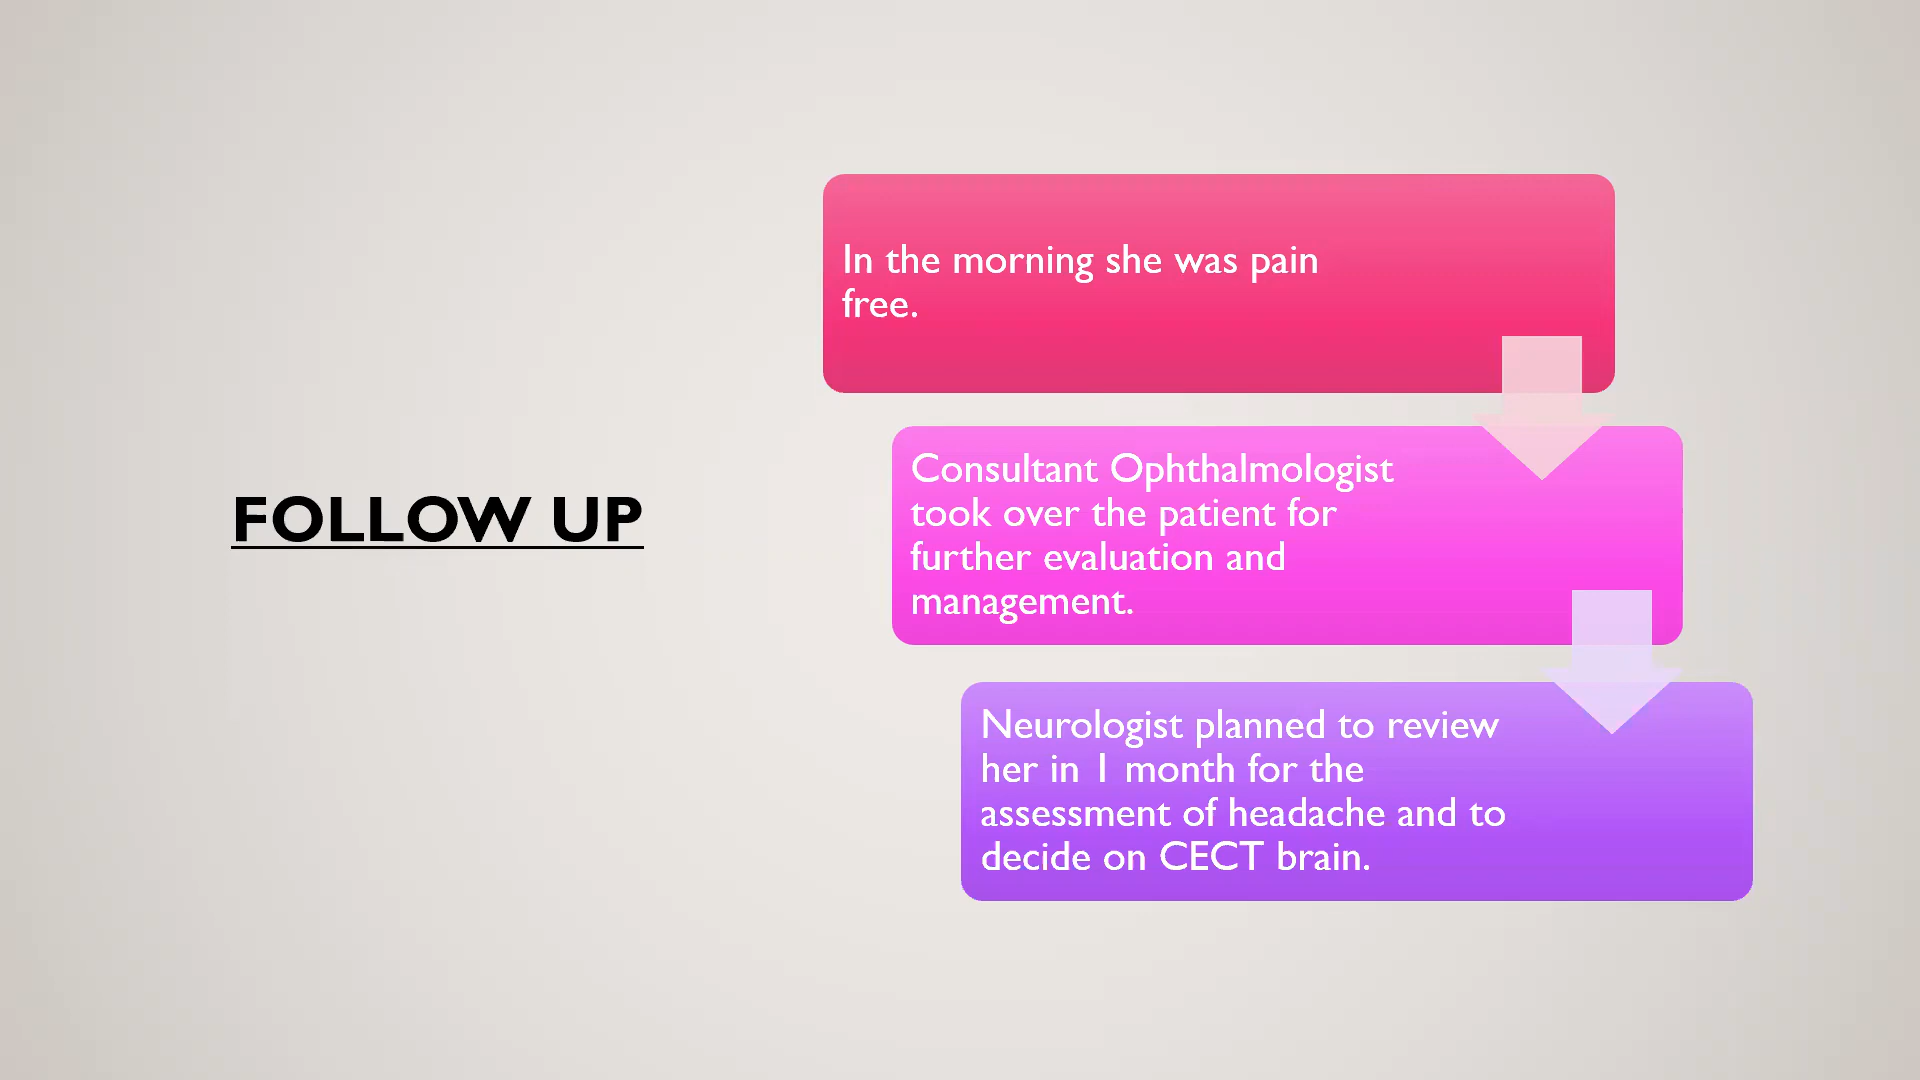 FOLLOW UP
In the morning she was pain
free.
Consultant Ophthalmologist
took over the patient for
further evaluation and
management.
Neurologist planned to review
her in 1 month for the
assessment of headache and to
decide on CECT brain.